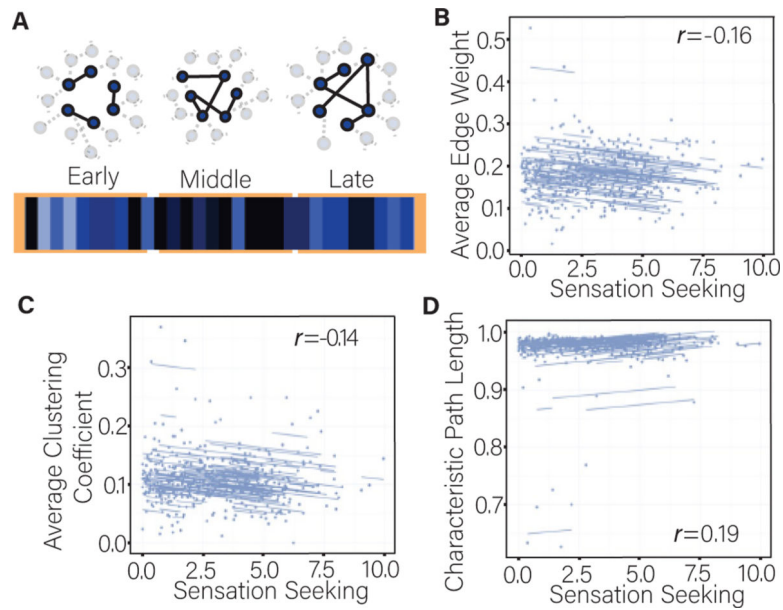 A
Early
Middle
Late
B
r=-0.16
Average Edge Weight
0.5
0.4
0.3
0.2
0.1
0.0
0.0 2.5 5.0 7.5 10.0
Sensation Seeking
C
r=-0.14
Average Clustering
Coefficient
0.3
0.2
0.1
0.0
0.0 2.5 5.0 7.5 10.0
Sensation Seeking
D
Characteristic Path Length
1.0
0.9
0.8
0.7
r=0.19
0.0 2.5 5.0 7.5 10.0
Sensation Seeking